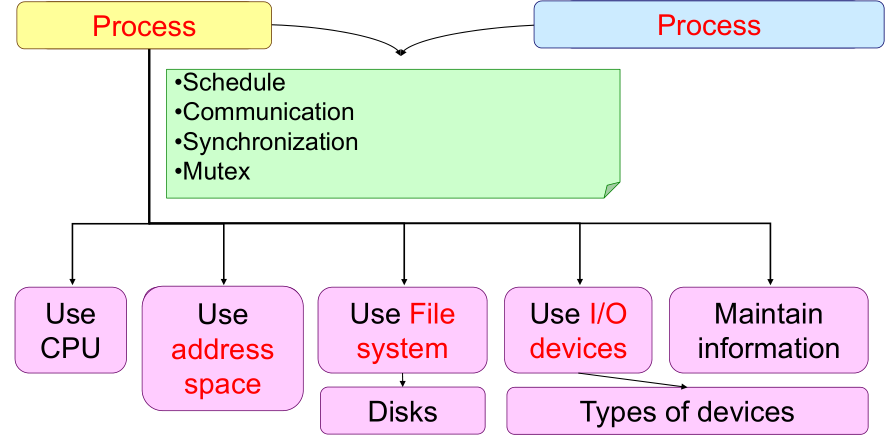 Process
Process
•Schedule
•Communication
•Synchronization
•Mutex
Use
CPU
Use
address
space
Use File
system
Use I/O
devices
Maintain
information
Disks
Types of devices